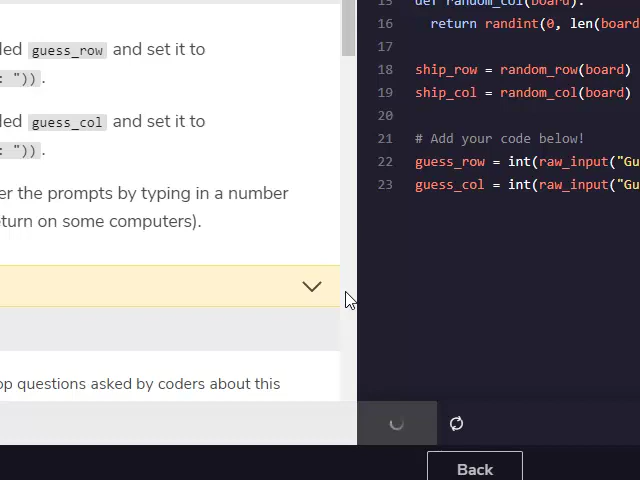 led guess_row and set it to
: ")).
led guess_col and set it to
: ")).
er the prompts by typing in a number
eturn on some computers).
op questions asked by coders about this
15 def random_col(board):
16 return randint(0, len(board
17
18 ship_row = random_row(board)
19 ship_col = random_col(board)
20
21 # Add your code below!
22 guess_row = int(raw_input("Gu
23 guess_col = int(raw_input("Gu
Back